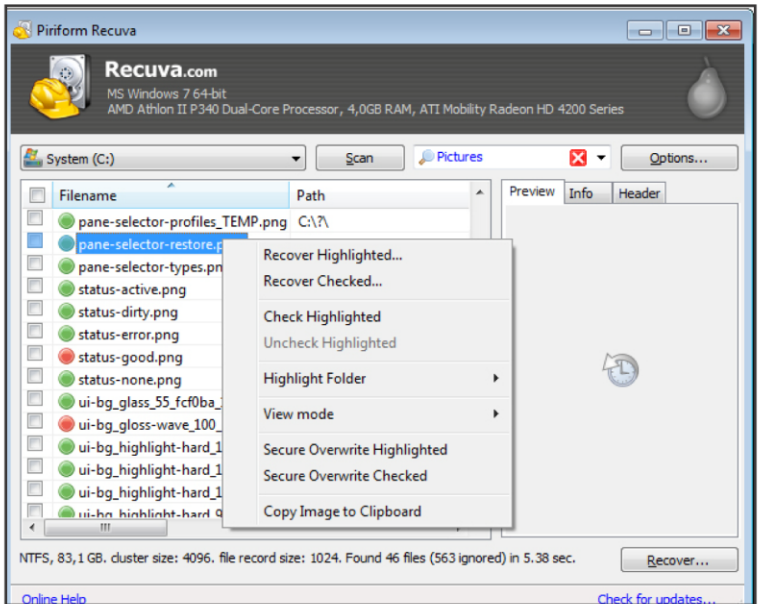 Piriform Recuva
Recuva.com
MS Windows 7 64-bit
AMD Athlon II P340 Dual-Core Processor, 4,0GB RAM, ATI Mobility Radeon HD 4200 Series
System (C:)
Scan
Pictures
Options...
Filename
Path
Preview
Info
Header
pane-selector-profiles_TEMP.png
C:\?\
pane-selector-restore.p
pane-selector-types.pn
status-active.png
status-dirty.png
status-error.png
status-good.png
status-none.png
ui-bg_glass_55_fcf0ba_
ui-bg_gloss-wave_100_
ui-bg_highlight-hard_1
ui-bg_highlight-hard_1
ui-bg_highlight-hard_1
ui-bg_highlight-hard_9
Recover Highlighted...
Recover Checked...
Check Highlighted
Uncheck Highlighted
Highlight Folder
View mode
Secure Overwrite Highlighted
Secure Overwrite Checked
Copy Image to Clipboard
NTFS, 83,1 GB. cluster size: 4096. file record size: 1024. Found 46 files (563 ignored) in 5.38 sec.
Recover...
Online Help
Check for updates...